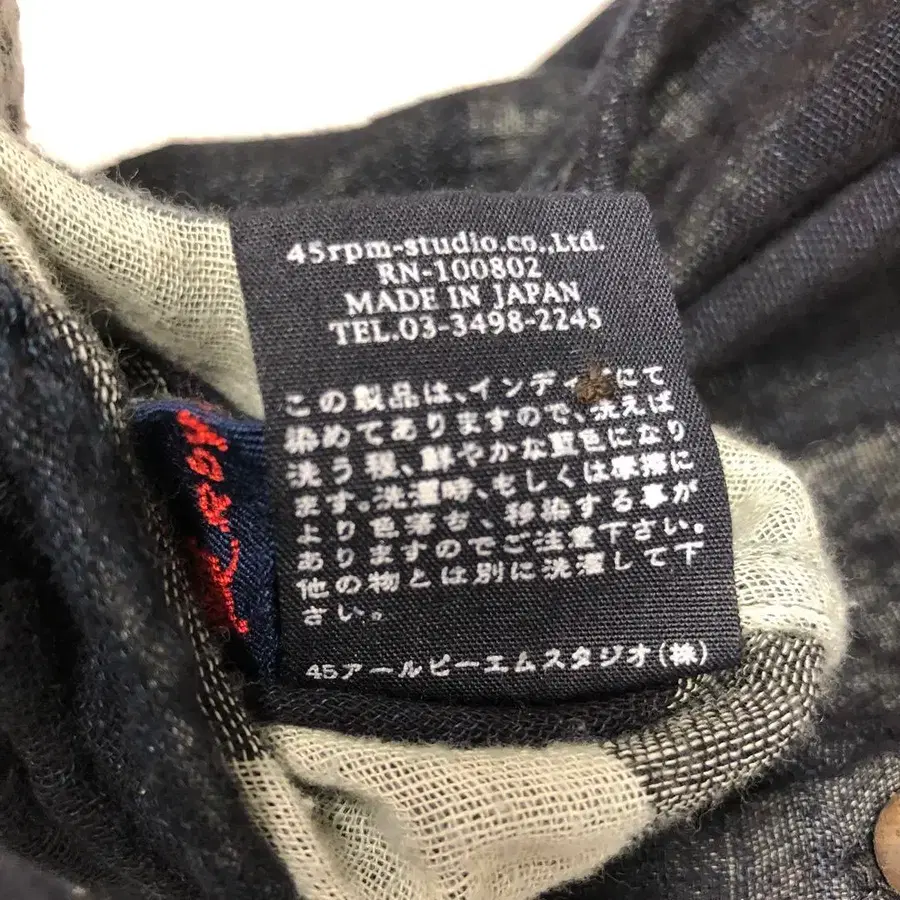 45rpm-studio.co.,Ltd.
RN-100802
MADE IN JAPAN
TEL.03-3498-2245
この製品は、インディゴにて
染めてありますので、洗えば
洗う程、鮮やかな藍色になり
ます。洗濯時、もしくは摩擦に
より色落ち、移染する事が
ありますのでご注意下さい。
他の物とは別に洗濯して下
さい。
45アールピーエムスタジオ(株)